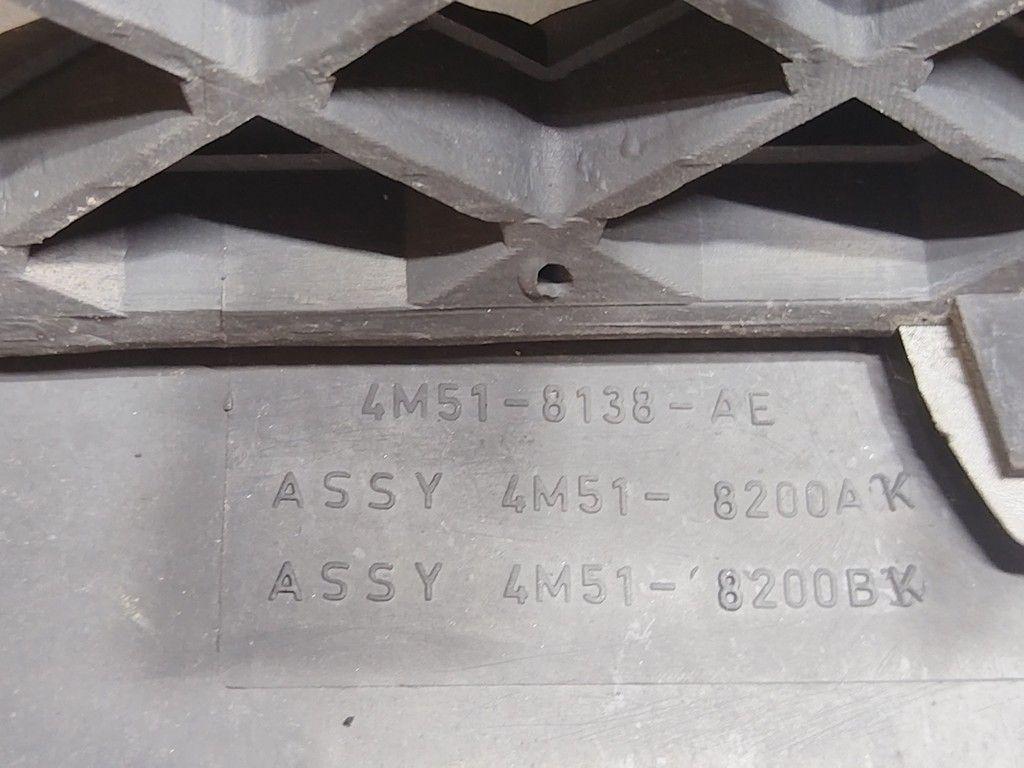 4M51-8138-AE
ASSY 4M51- 8200AK
ASSY 4M51- 8200BK